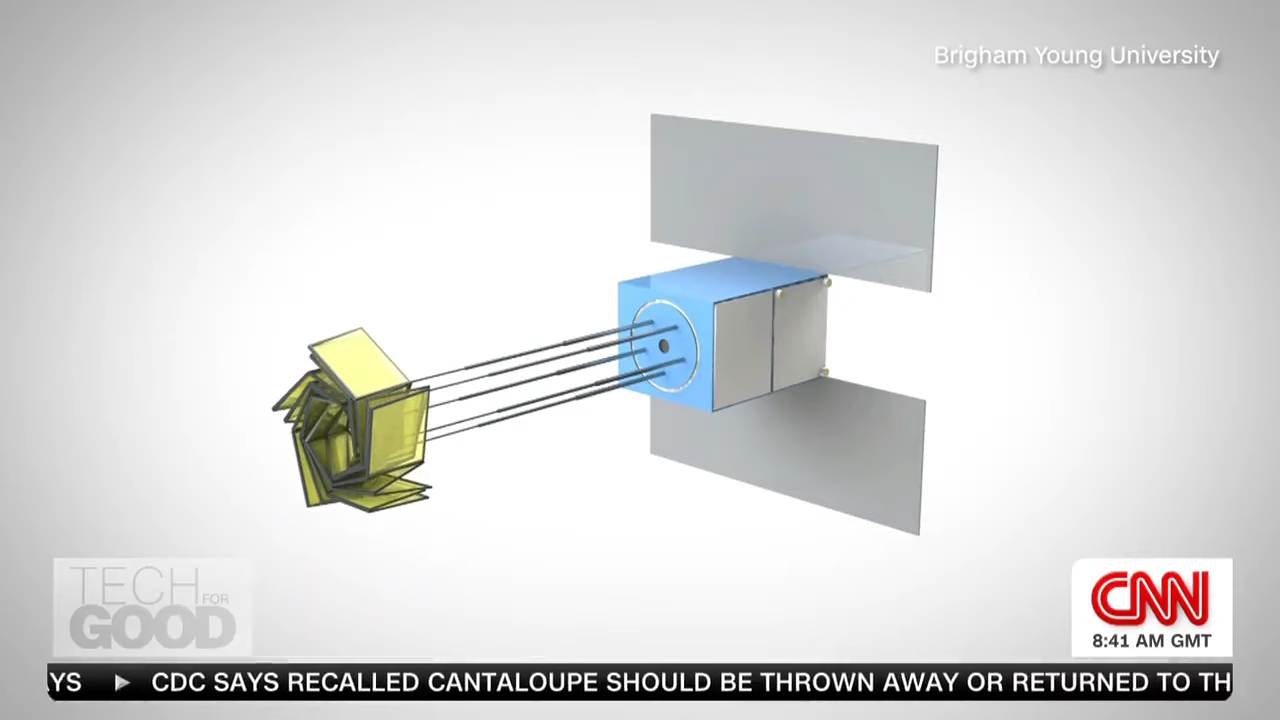 Brigham Young University
TECH FOR
GOOD
CNN
8:41 AM GMT
YS ▶ CDC SAYS RECALLED CANTALOUPE SHOULD BE THROWN AWAY OR RETURNED TO TH